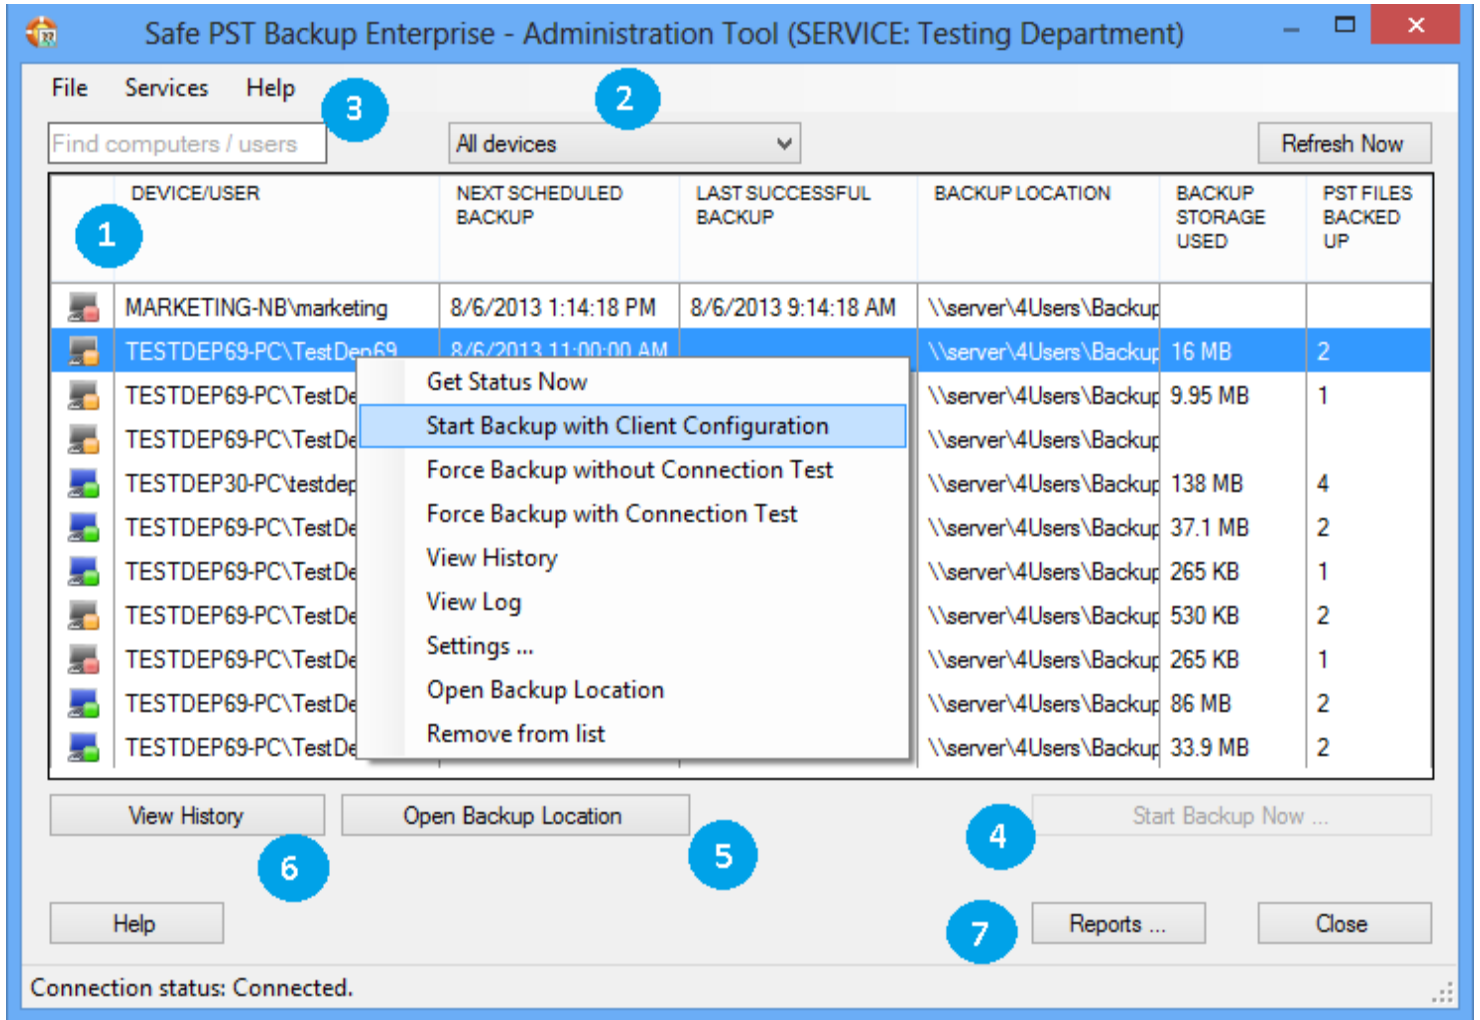 Safe PST Backup Enterprise - Administration Tool (SERVICE: Testing Department)
File Services Help
3
2
Find computers / users
All devices
Refresh Now
DEVICE/USER
NEXT SCHEDULED BACKUP
LAST SUCCESSFUL BACKUP
BACKUP LOCATION
BACKUP STORAGE USED
PST FILES BACKED UP
1
MARKETING-NB\marketing 8/6/2013 1:14:18 PM 8/6/2013 9:14:18 AM \\server\4Users\Backup
TESTDEP69-PC\TestDep69 8/6/2013 11:00:00 AM \\server\4Users\Backup 16 MB 2
TESTDEP69-PC\TestDe \\server\4Users\Backup 9.95 MB 1
TESTDEP69-PC\TestDe \\server\4Users\Backup
TESTDEP30-PC\testdep \\server\4Users\Backup 138 MB 4
TESTDEP69-PC\TestDe \\server\4Users\Backup 37.1 MB 2
TESTDEP69-PC\TestDe \\server\4Users\Backup 265 KB 1
TESTDEP69-PC\TestDe \\server\4Users\Backup 530 KB 2
TESTDEP69-PC\TestDe \\server\4Users\Backup 265 KB 1
TESTDEP69-PC\TestDe \\server\4Users\Backup 86 MB 2
TESTDEP69-PC\TestDe \\server\4Users\Backup 33.9 MB 2
Get Status Now
Start Backup with Client Configuration
Force Backup without Connection Test
Force Backup with Connection Test
View History
View Log
Settings ...
Open Backup Location
Remove from list
View History
Open Backup Location
Start Backup Now ...
4
5
6
Help
7
Reports ...
Close
Connection status: Connected.